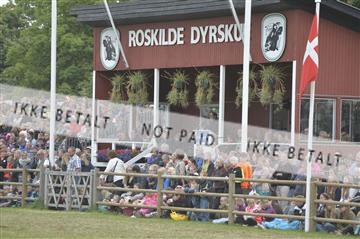 ROSKILDE DYRSKU
IKKE BETALT NOT PAID IKKE BETALT